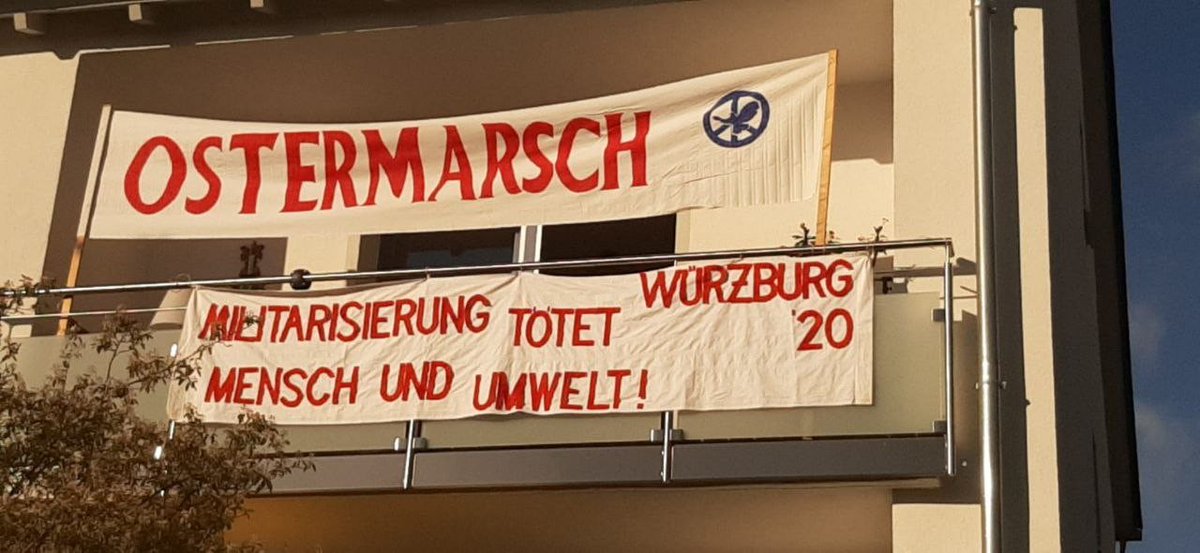 OSTERMARSCH
WÜRZBURG
MILITARISIERUNG TÖTET '20
MENSCH UND UMWELT!